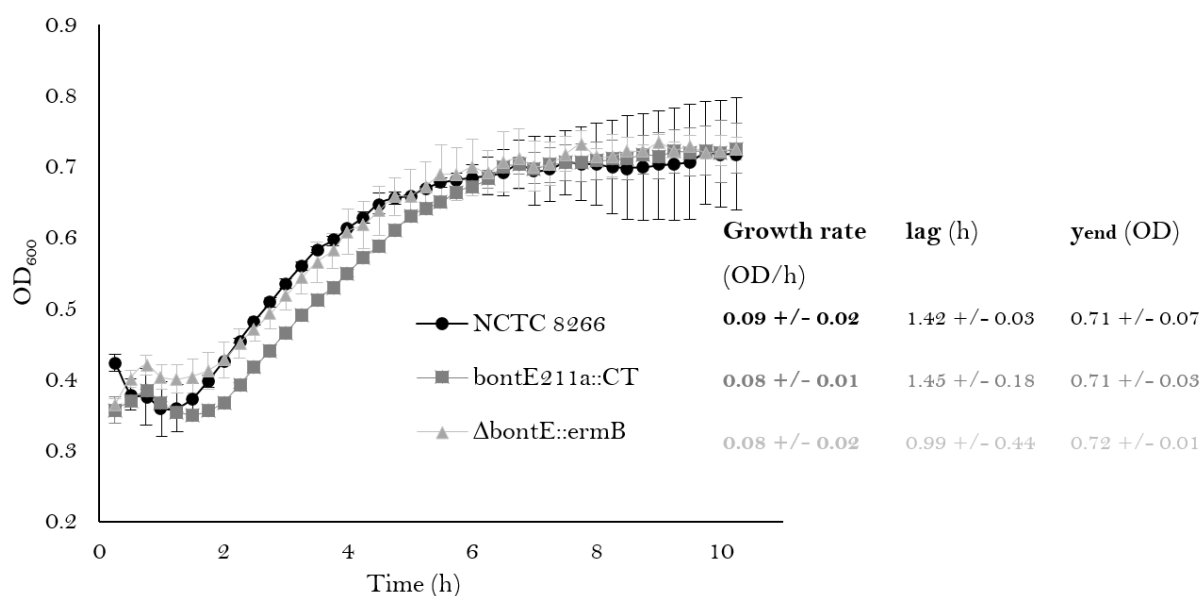 0.9
0.8
0.7
0.6
0.5
0.4
0.3
0.2
OD600
0 2 4 6 8 10
Time (h)
NCTC 8266
bontE211a::CT
ΔbontE::ermB
Growth rate lag (h) yend (OD)
(OD/h)
0.09 +/- 0.02 1.42 +/- 0.03 0.71 +/- 0.07
0.08 +/- 0.01 1.45 +/- 0.18 0.71 +/- 0.03
0.08 +/- 0.02 0.99 +/- 0.44 0.72 +/- 0.01